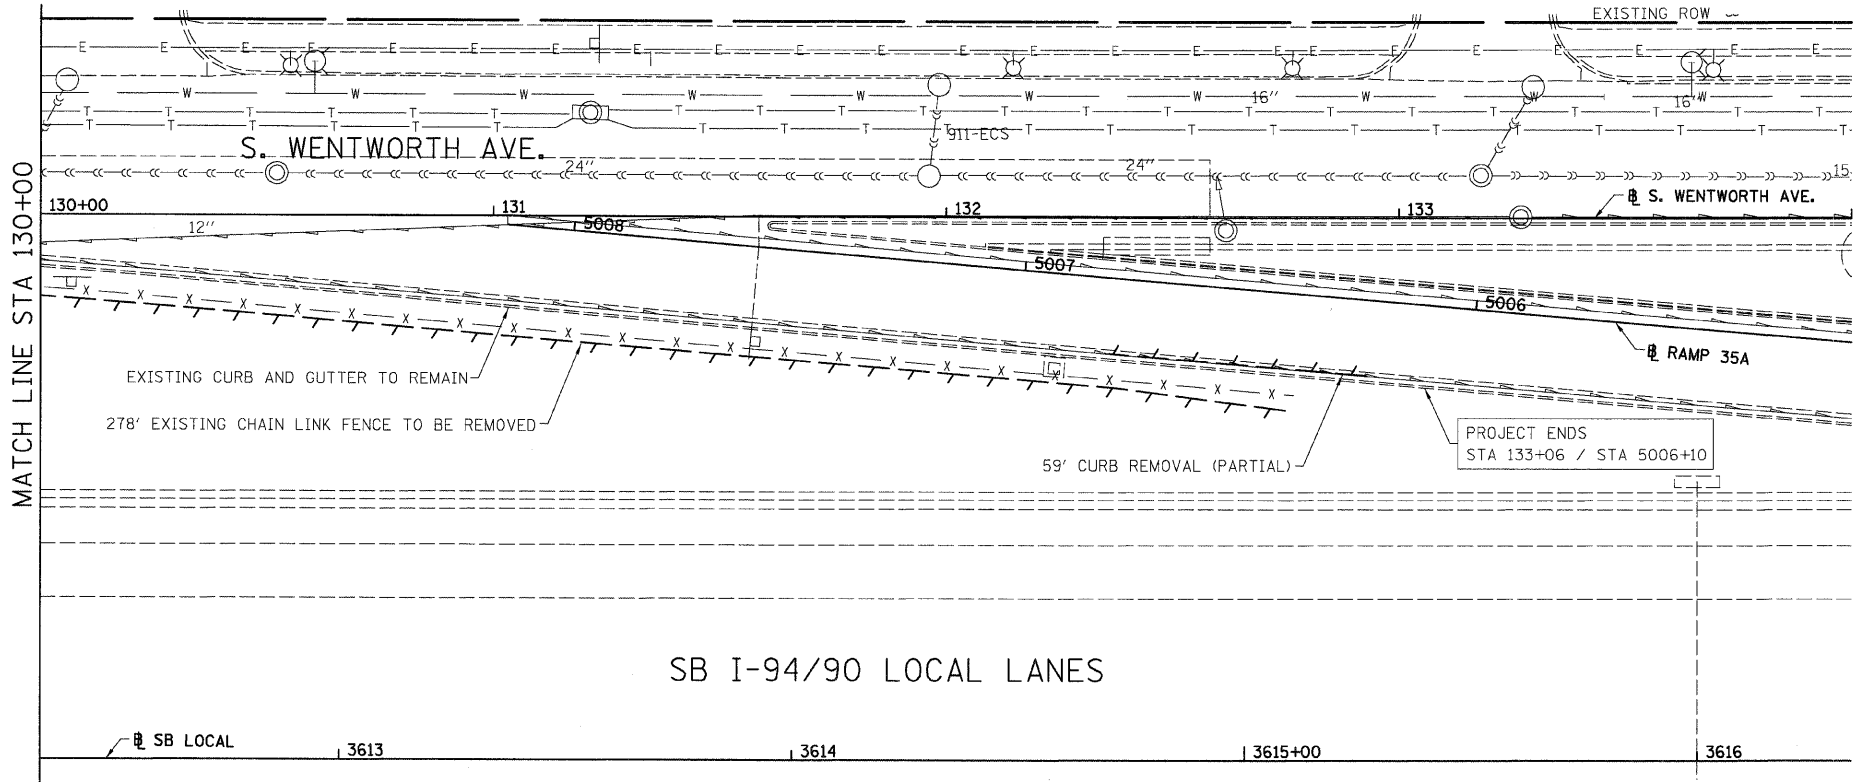 EXISTING ROW
E E E E E E E E E E E E E E E E E E E E E
W W W W W W W W W W
16'' 16'
T T T T T T T T T T T T T T T T
911-ECS
S. WENTWORTH AVE.
24'' 24'' 15
130+00 131 132 133
℄ S. WENTWORTH AVE.
12''
5008
5007
5006
℄ RAMP 35A
MATCH LINE STA 130+00
X X X X X X X X X X X X X X X X X X X X X X
EXISTING CURB AND GUTTER TO REMAIN
278' EXISTING CHAIN LINK FENCE TO BE REMOVED
59' CURB REMOVAL (PARTIAL)
PROJECT ENDS
STA 133+06 / STA 5006+10
SB I-94/90 LOCAL LANES
℄ SB LOCAL
3613 3614 3615+00 3616